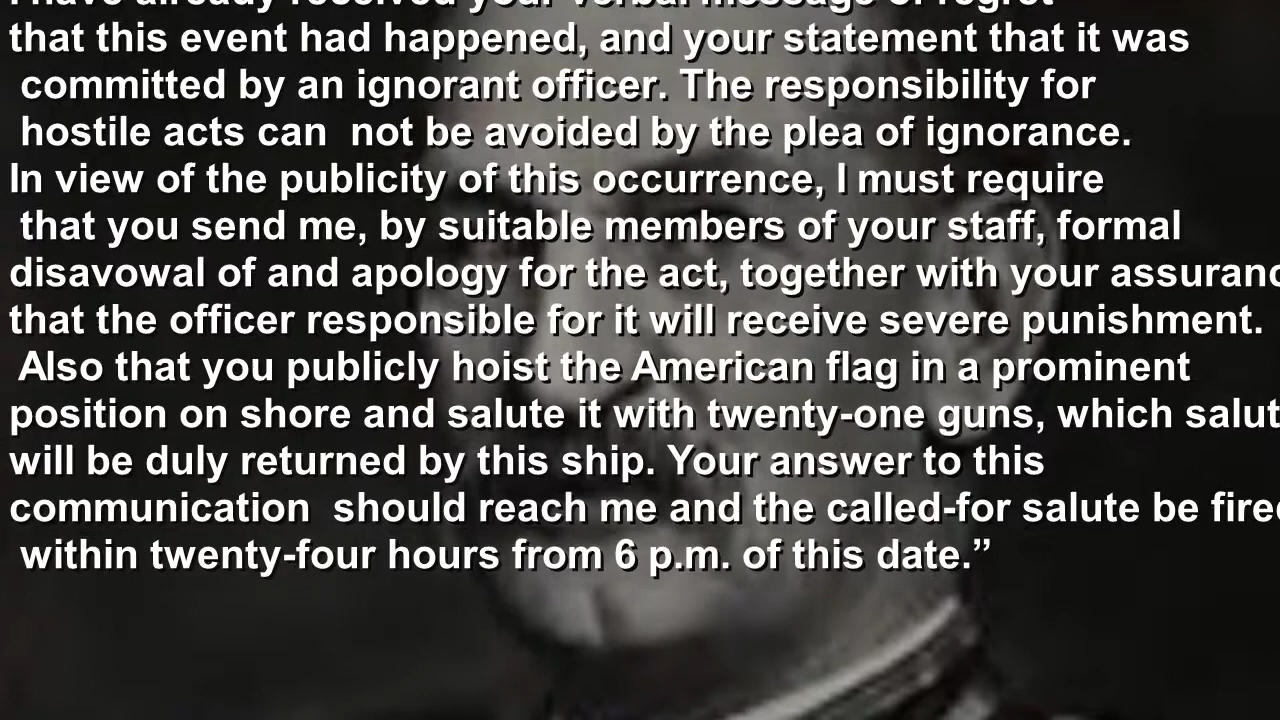 I have already received your verbal message of regret
that this event had happened, and your statement that it was
committed by an ignorant officer. The responsibility for
hostile acts can  not be avoided by the plea of ignorance.
In view of the publicity of this occurrence, I must require
that you send me, by suitable members of your staff, formal
disavowal of and apology for the act, together with your assuranc
that the officer responsible for it will receive severe punishment.
Also that you publicly hoist the American flag in a prominent
position on shore and salute it with twenty-one guns, which salut
will be duly returned by this ship. Your answer to this
communication  should reach me and the called-for salute be fired
within twenty-four hours from 6 p.m. of this date.”